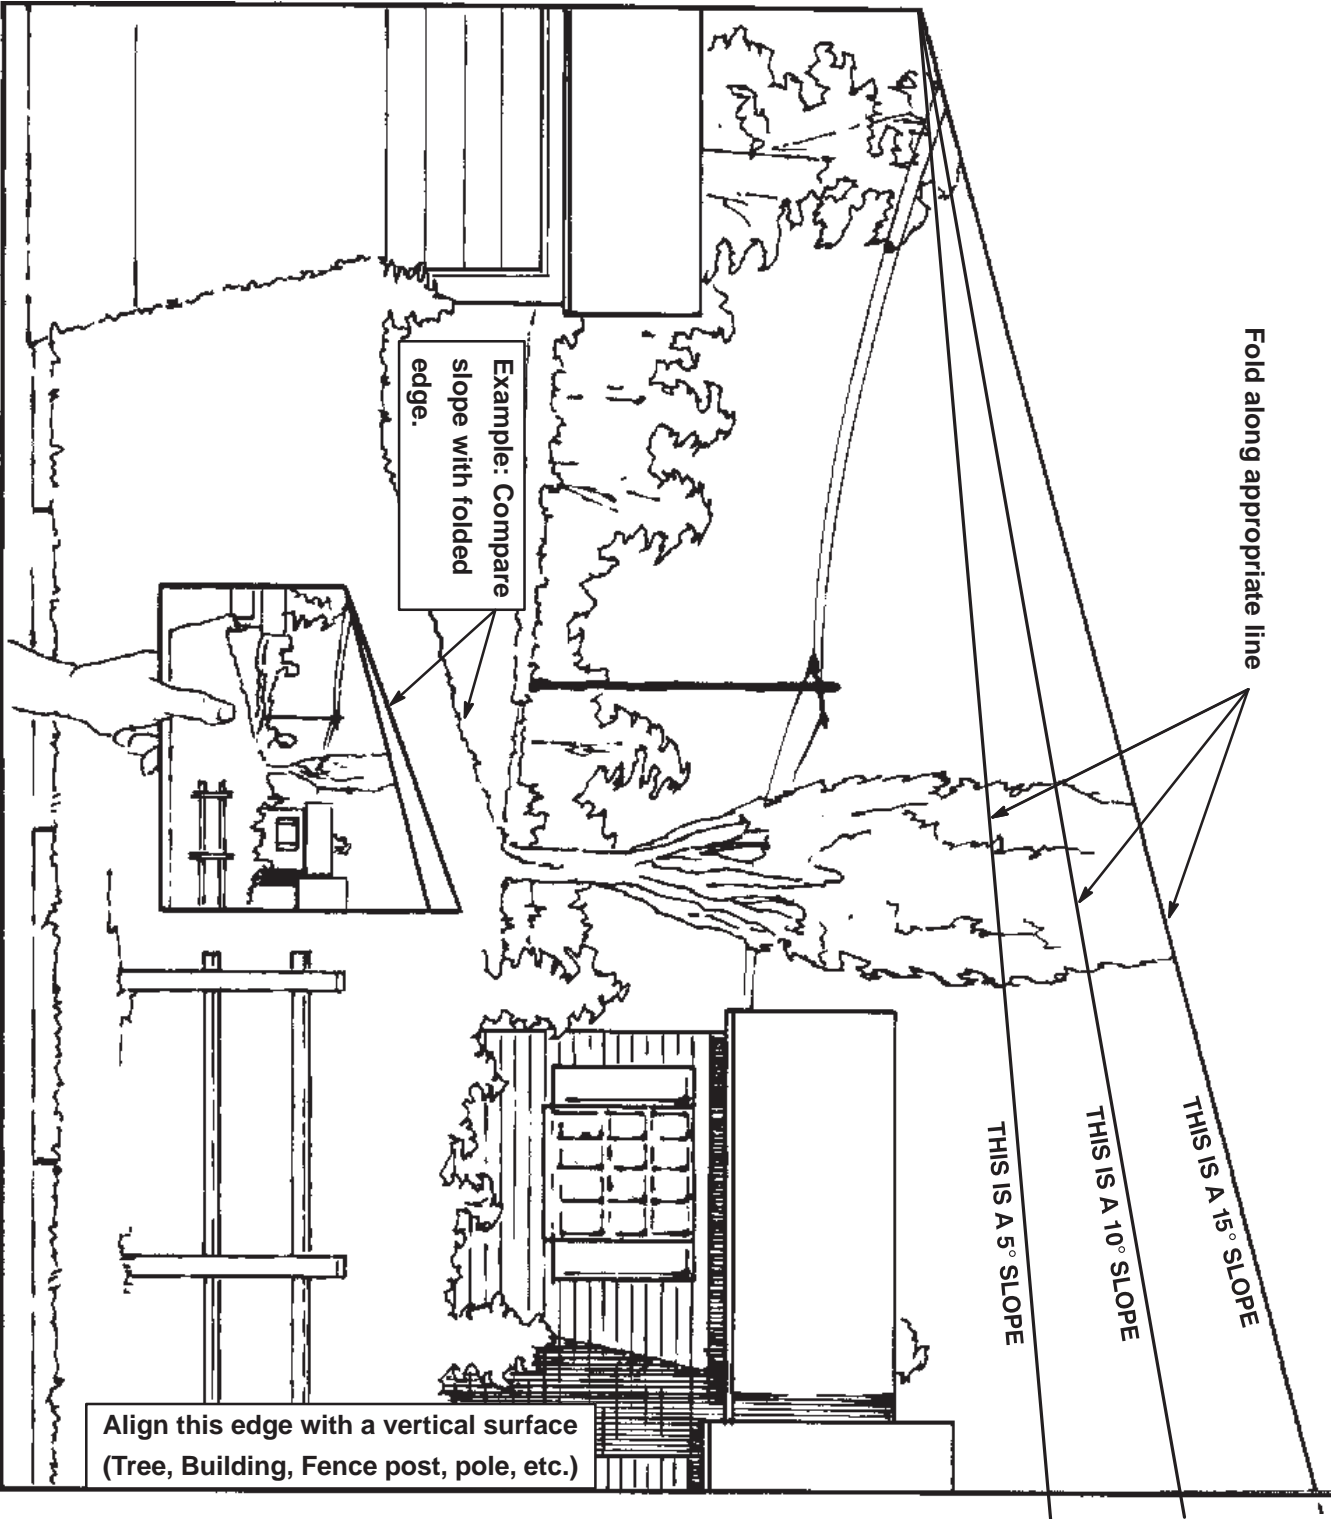 Fold along appropriate line
THIS IS A 15° SLOPE
THIS IS A 10° SLOPE
THIS IS A 5° SLOPE
Example: Compare
slope with folded
edge.
Align this edge with a vertical surface
(Tree, Building, Fence post, pole, etc.)